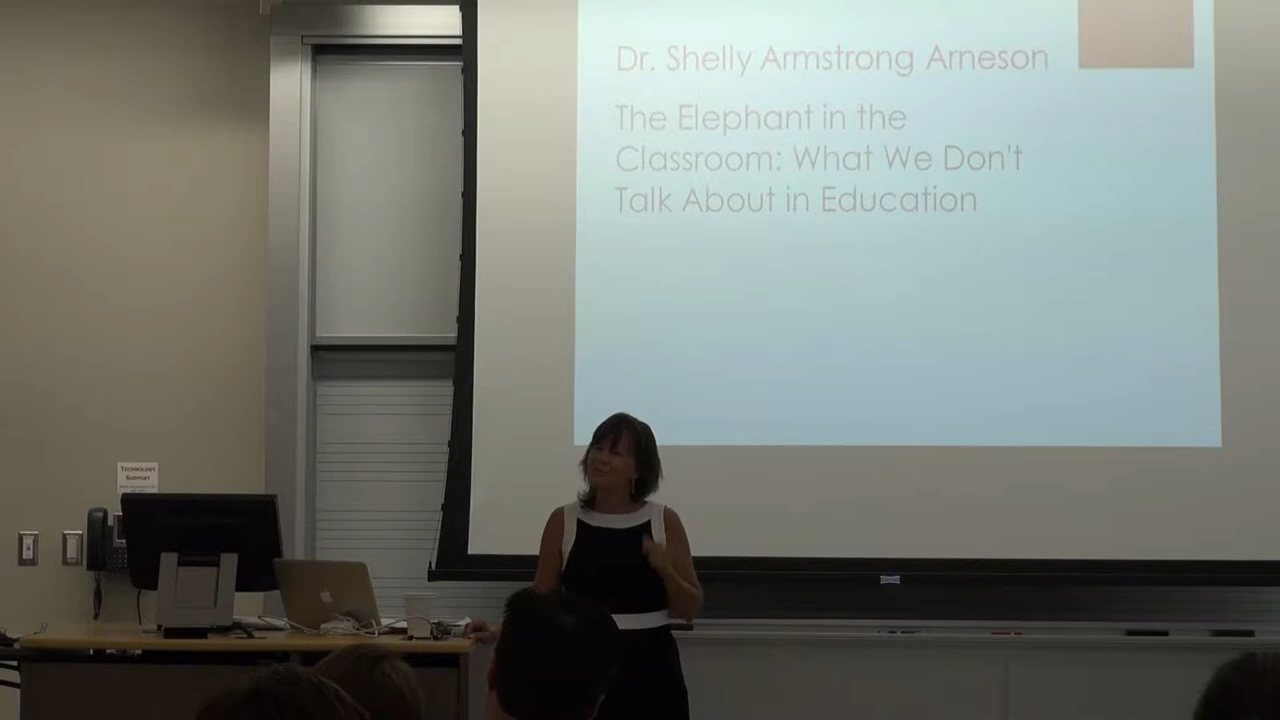 Dr. Shelly Armstrong Arneson
The Elephant in the
Classroom: What We Don't
Talk About in Education
TECHNOLOGY
SUPPORT